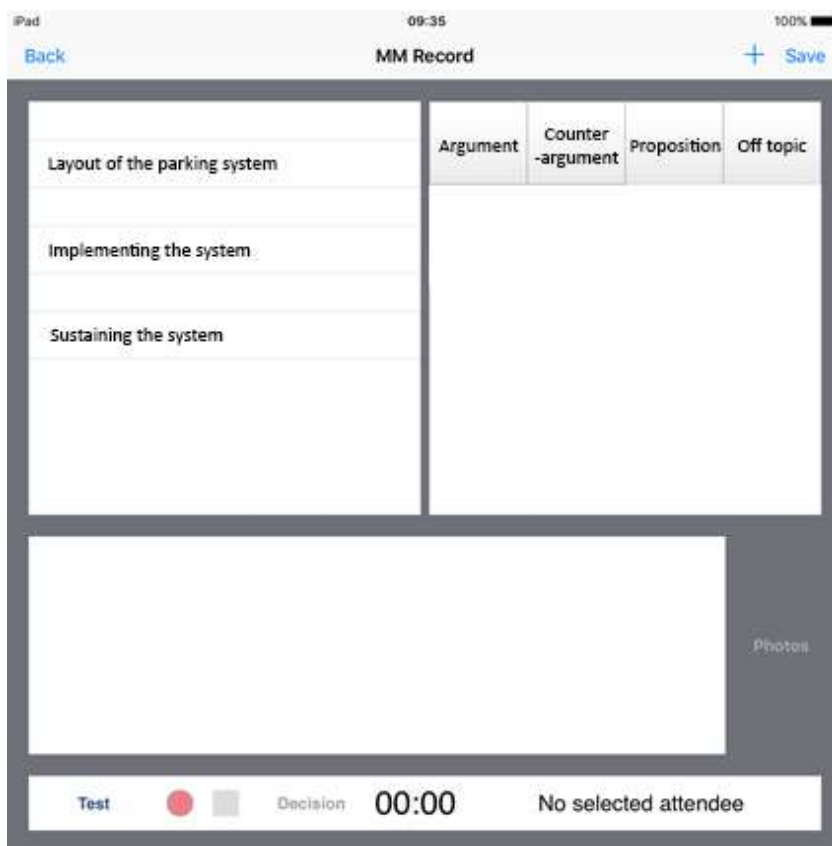 iPad 09:35 100%
Back MM Record + Save
Layout of the parking system
Implementing the system
Sustaining the system
Argument Counter
-argument Proposition Off topic
Photos
Test Decision 00:00 No selected attendee